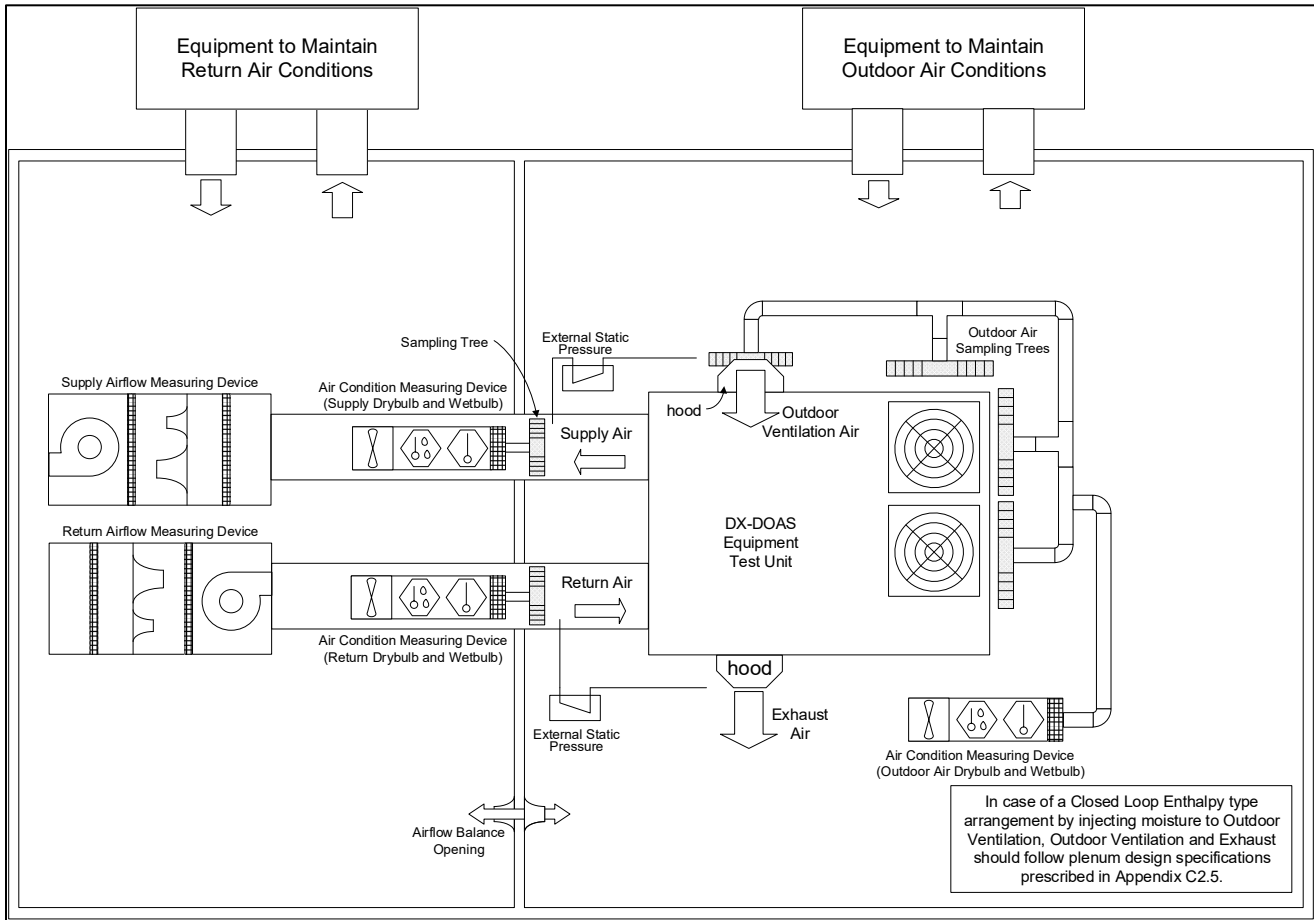 Equipment to Maintain
Return Air Conditions
Equipment to Maintain
Outdoor Air Conditions
Sampling Tree
External Static
Pressure
Outdoor Air
Sampling Trees
Supply Airflow Measuring Device
Air Condition Measuring Device
(Supply Drybulb and Wetbulb)
hood
Outdoor
Ventilation Air
Supply Air
Return Airflow Measuring Device
DX-DOAS
Equipment
Test Unit
Return Air
Air Condition Measuring Device
(Return Drybulb and Wetbulb)
hood
Exhaust
Air
External Static
Pressure
Air Condition Measuring Device
(Outdoor Air Drybulb and Wetbulb)
Airflow Balance
Opening
In case of a Closed Loop Enthalpy type
arrangement by injecting moisture to Outdoor
Ventilation, Outdoor Ventilation and Exhaust
should follow plenum design specifications
prescribed in Appendix C2.5.